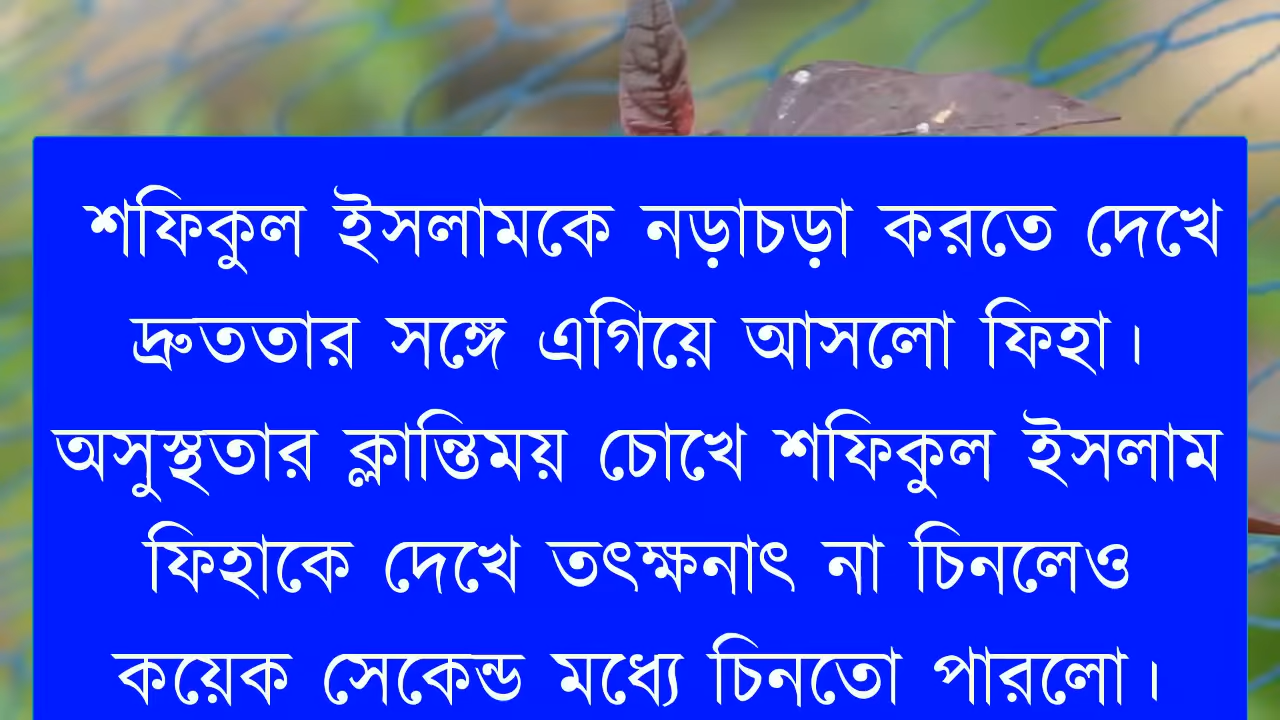 শফিকুল ইসলামকে নড়াচড়া করতে দেখে
দ্রুততার সঙ্গে এগিয়ে আসলো ফিহা।
অসুস্থতার ক্লান্তিময় চোখে শফিকুল ইসলাম
ফিহাকে দেখে তৎক্ষনাৎ না চিনলেও
কয়েক সেকেন্ড মধ্যে চিনতো পারলো।